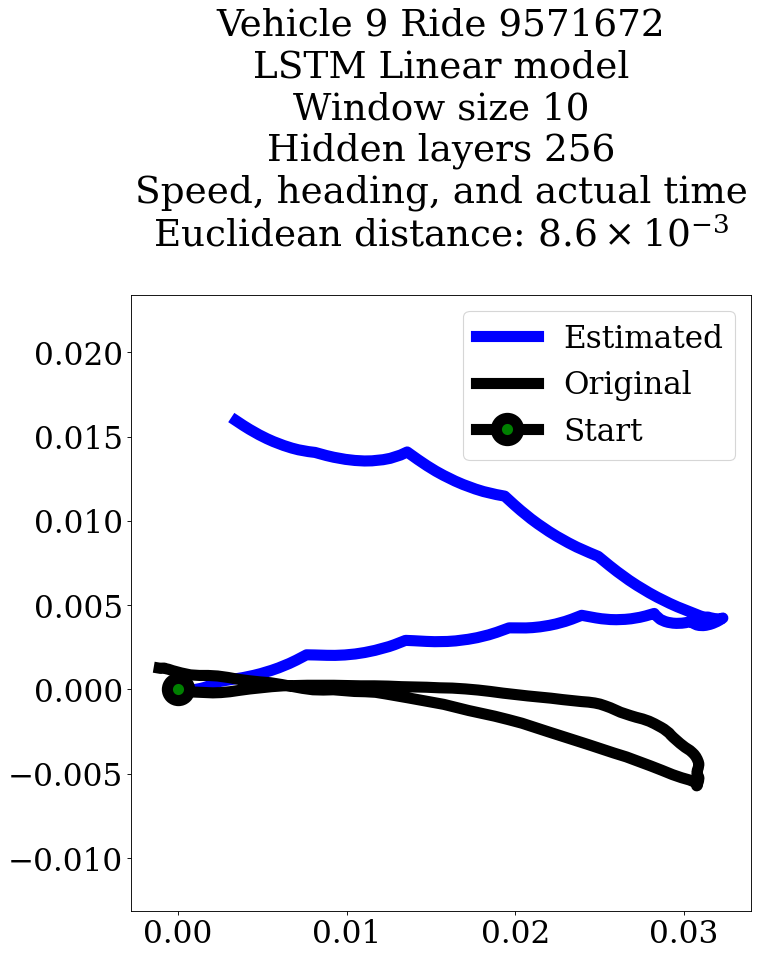 Vehicle 9 Ride 9571672
LSTM Linear model
Window size 10
Hidden layers 256
Speed, heading, and actual time
Euclidean distance: 8.6 × 10⁻³
Estimated
Original
Start
0.020
0.015
0.010
0.005
0.000
−0.005
−0.010
0.00 0.01 0.02 0.03